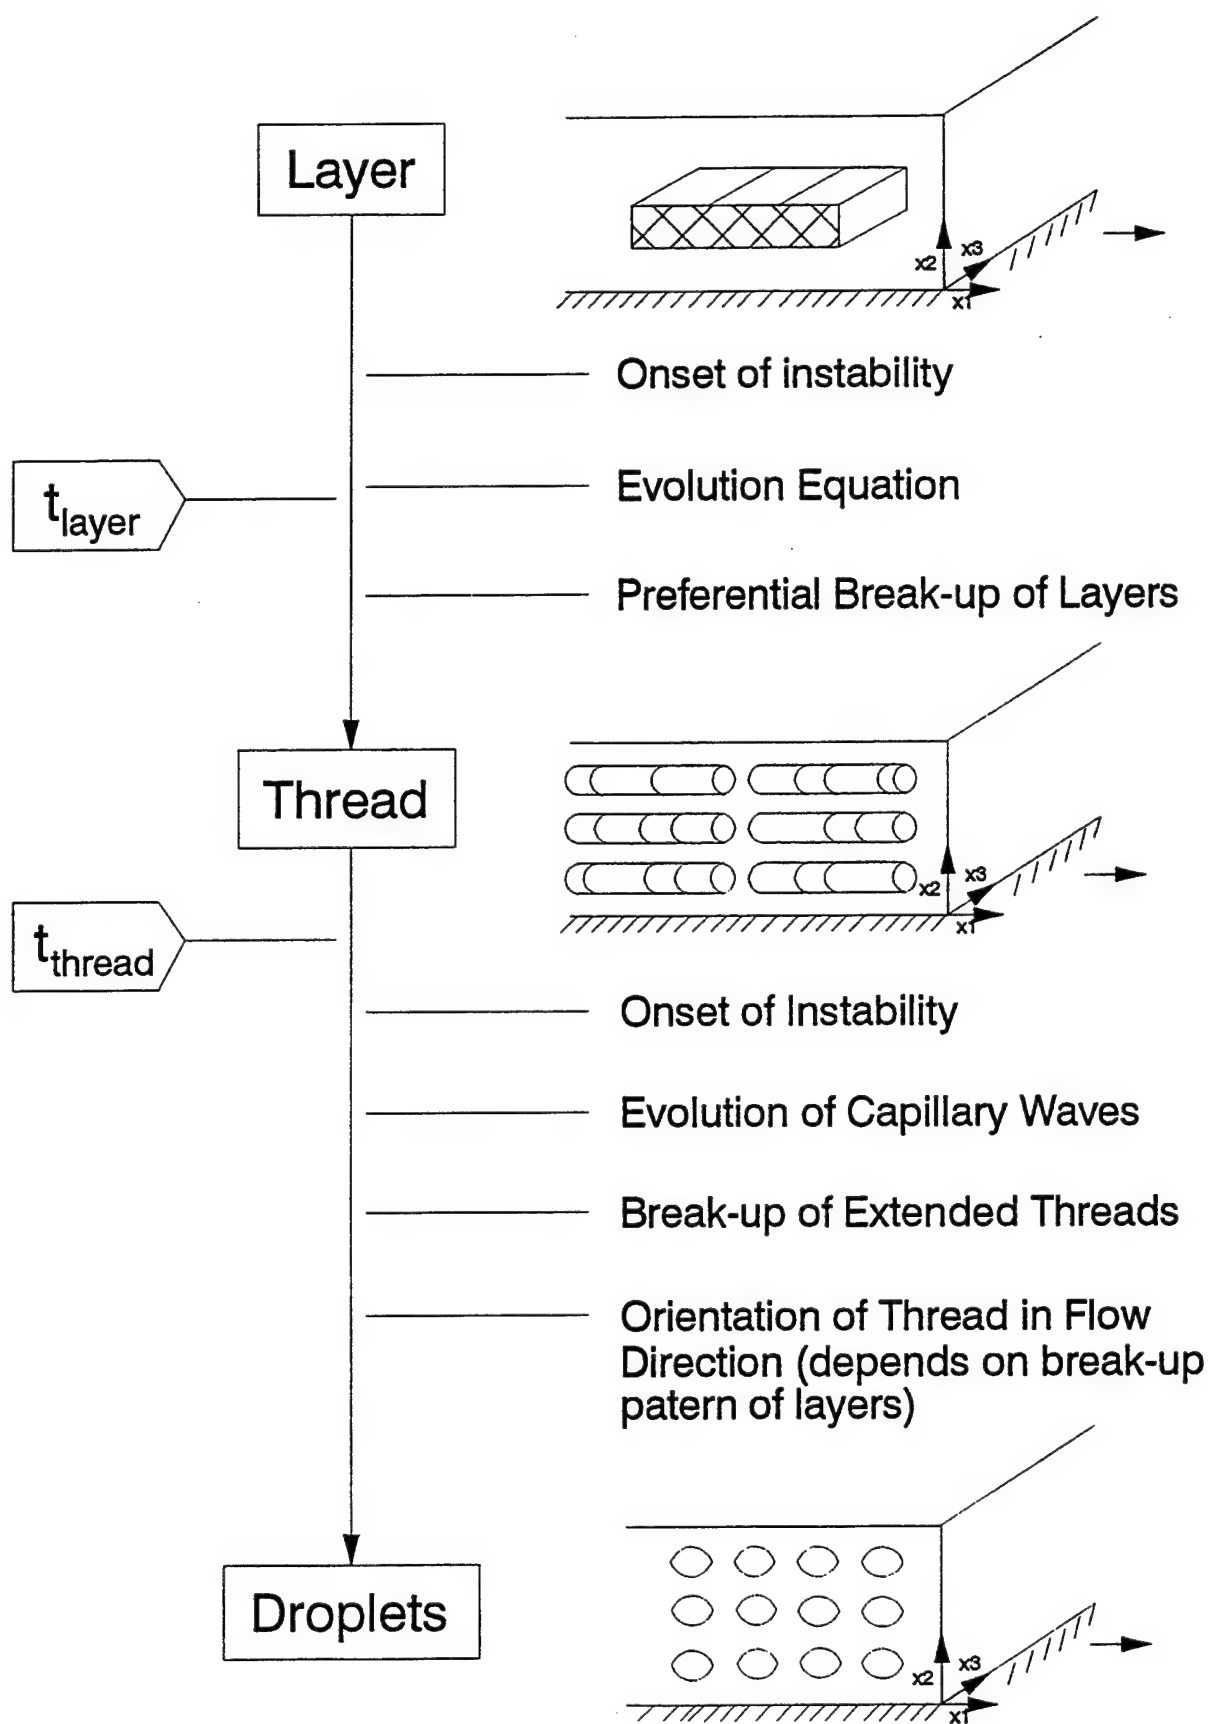 Layer
x2
x3
x1
Onset of instability
t layer
Evolution Equation
Preferential Break-up of Layers
Thread
x2
x3
x1
t thread
Onset of Instability
Evolution of Capillary Waves
Break-up of Extended Threads
Orientation of Thread in Flow
Direction (depends on break-up
patern of layers)
Droplets
x2
x3
x1